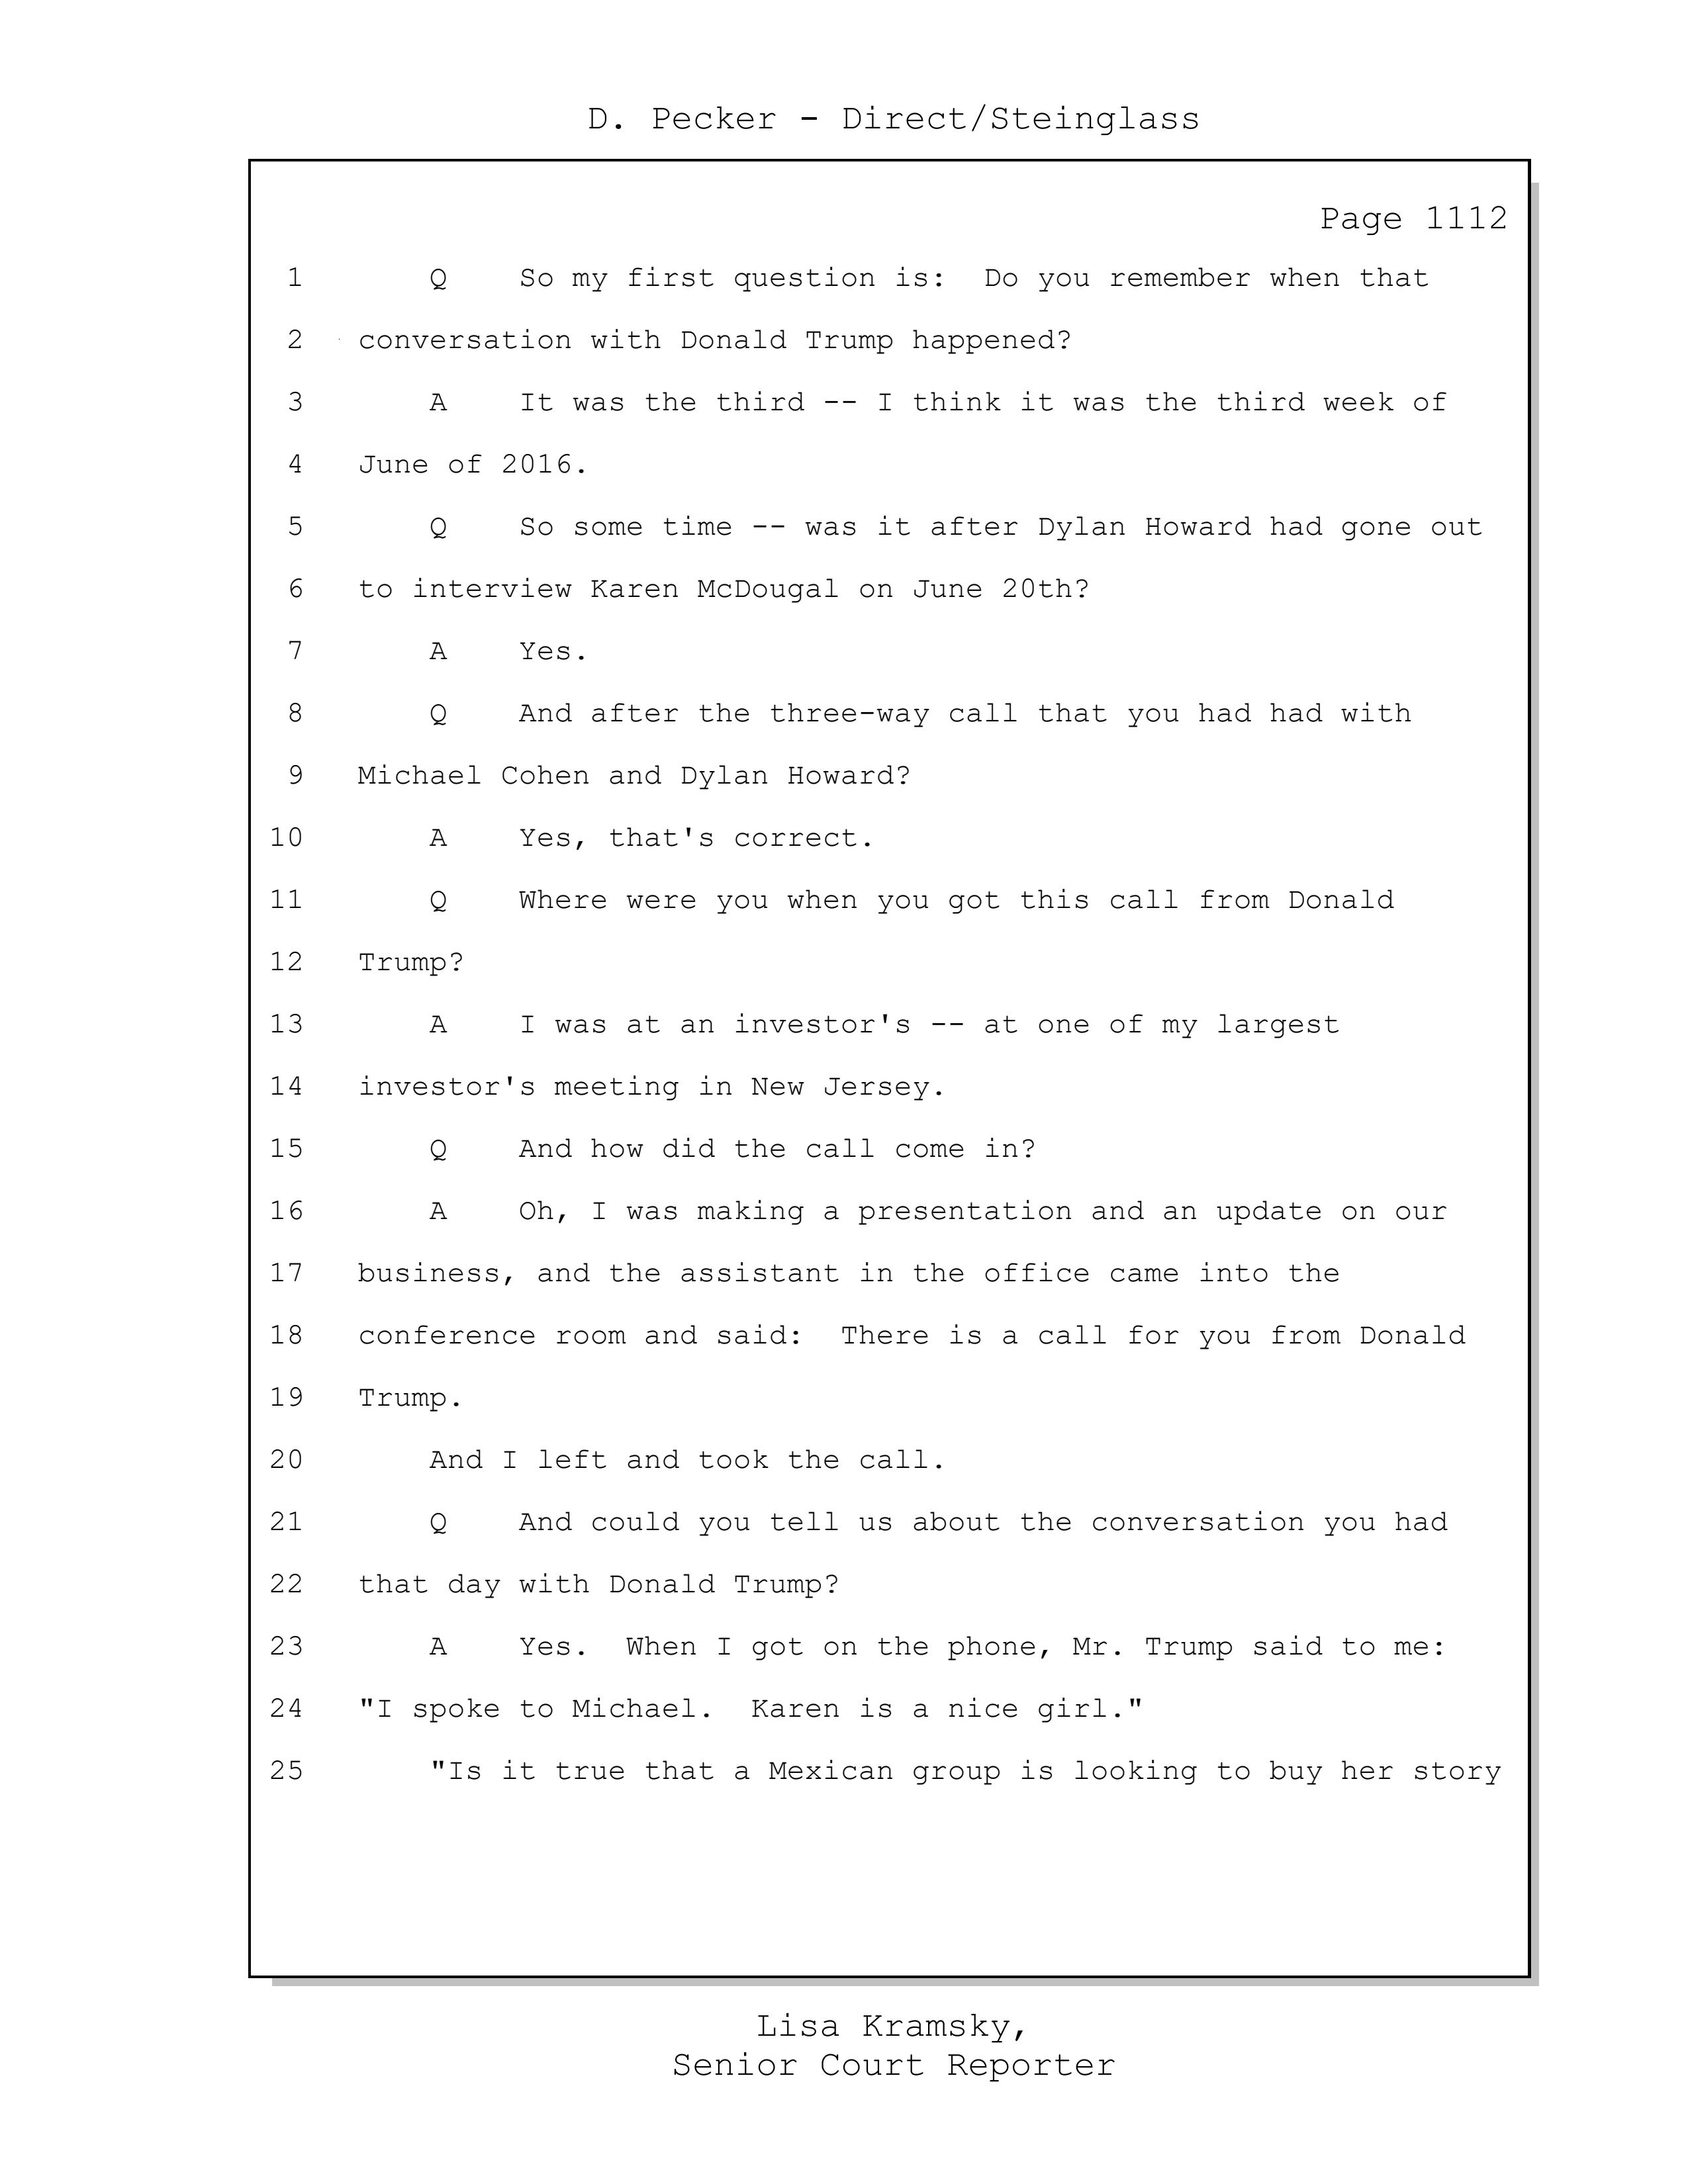 D. Pecker - Direct/Steinglass
Page 1112
1 Q So my first question is: Do you remember when that
2 conversation with Donald Trump happened?
3 A It was the third -- I think it was the third week of
4 June of 2016.
5 Q So some time -- was it after Dylan Howard had gone out
6 to interview Karen McDougal on June 20th?
7 A Yes.
8 Q And after the three-way call that you had had with
9 Michael Cohen and Dylan Howard?
10 A Yes, that's correct.
11 Q Where were you when you got this call from Donald
12 Trump?
13 A I was at an investor's -- at one of my largest
14 investor's meeting in New Jersey.
15 Q And how did the call come in?
16 A Oh, I was making a presentation and an update on our
17 business, and the assistant in the office came into the
18 conference room and said: There is a call for you from Donald
19 Trump.
20 And I left and took the call.
21 Q And could you tell us about the conversation you had
22 that day with Donald Trump?
23 A Yes. When I got on the phone, Mr. Trump said to me:
24 "I spoke to Michael. Karen is a nice girl."
25 "Is it true that a Mexican group is looking to buy her story
Lisa Kramsky,
Senior Court Reporter